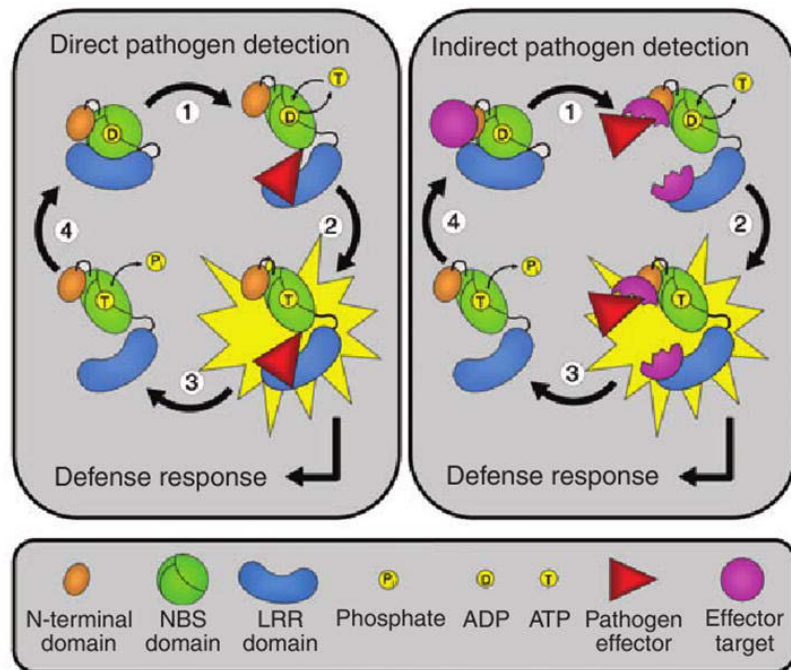 Direct pathogen detection
1
T
D
D
2
4
P
T
T
3
Defense response
Indirect pathogen detection
1
T
D
D
2
4
P
T
T
3
Defense response
P
D
T
N-terminal
domain
NBS
domain
LRR
domain
Phosphate
ADP
ATP
Pathogen
effector
Effector
target